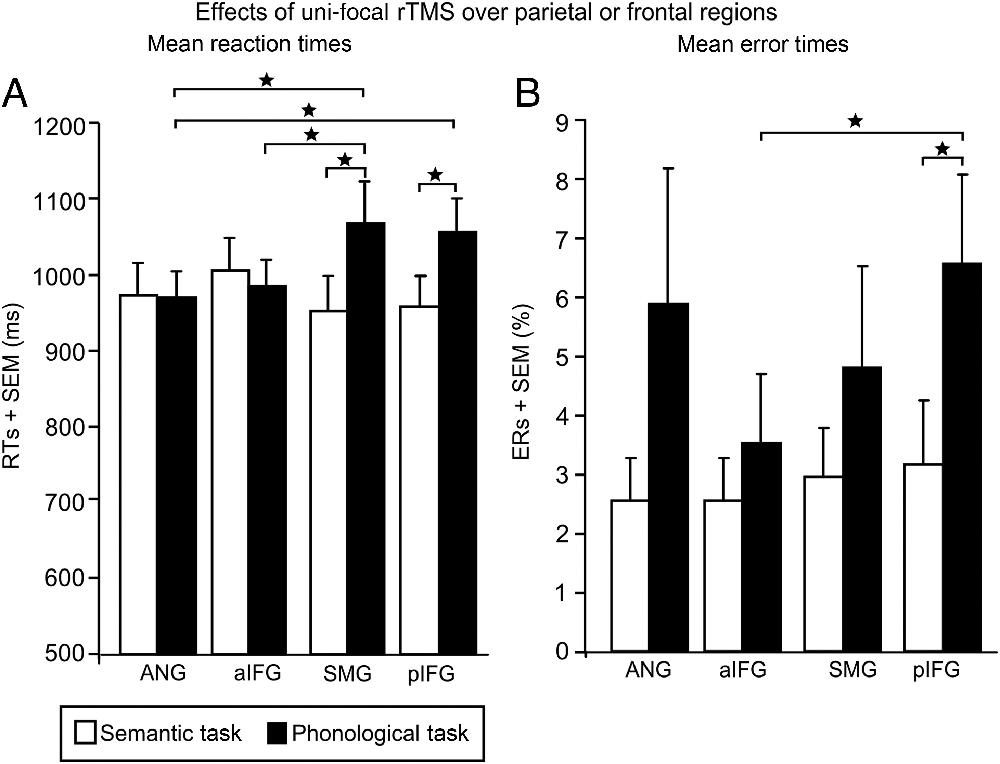 Effects of uni-focal rTMS over parietal or frontal regions
Mean reaction times
Mean error times
A
1200
1100
1000
900
800
700
600
500
RTs + SEM (ms)
ANG aIFG SMG pIFG
Semantic task Phonological task
B
9
8
7
6
5
4
3
2
1
0
ERs + SEM (%)
ANG aIFG SMG pIFG